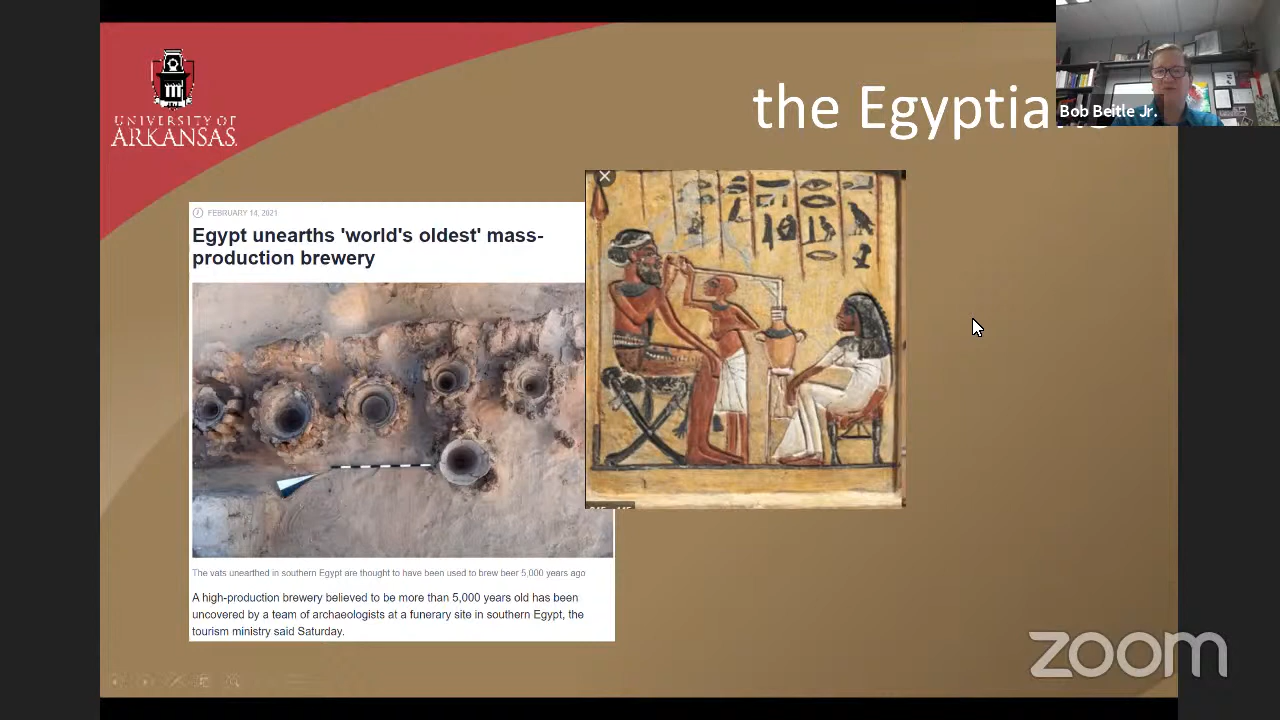 UNIVERSITY OF
ARKANSAS
the Egyptia
Bob Beitle Jr.
FEBRUARY 14, 2021
Egypt unearths 'world's oldest' mass-
production brewery
The vats unearthed in southern Egypt are thought to have been used to brew beer 5,000 years ago
A high-production brewery believed to be more than 5,000 years old has been
uncovered by a team of archaeologists at a funerary site in southern Egypt, the
tourism ministry said Saturday.
zoom